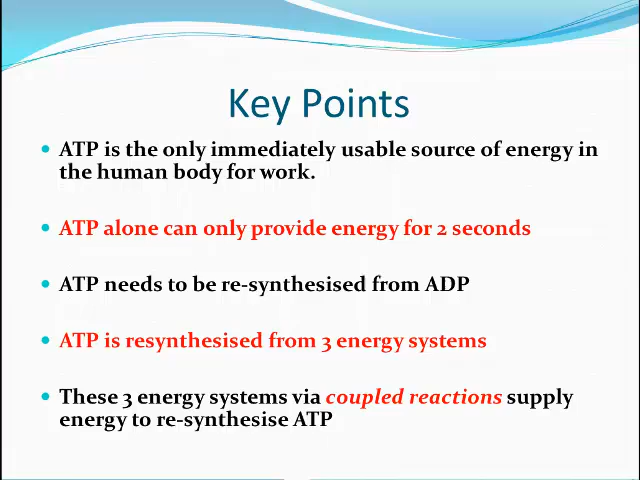 Key Points
• ATP is the only immediately usable source of energy in
the human body for work.
• ATP alone can only provide energy for 2 seconds
• ATP needs to be re-synthesised from ADP
• ATP is resynthesised from 3 energy systems
• These 3 energy systems via coupled reactions supply
energy to re-synthesise ATP